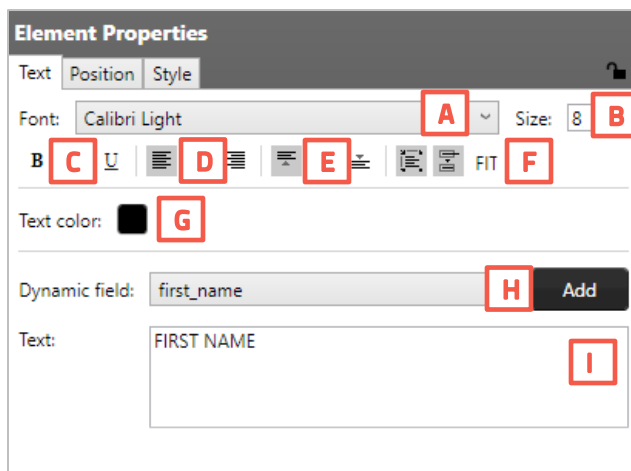 Element Properties
Text Position Style
Font: Calibri Light A Size: 8 B
B C U D E FIT F
Text color: G
Dynamic field: first_name H Add
Text: FIRST NAME I